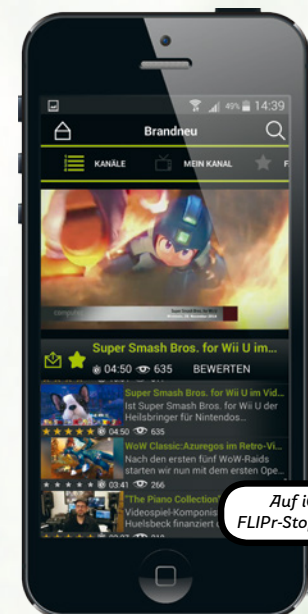 49% 14:39
Brandneu
KANÄLE MEIN KANAL F
Super Smash Bros. for Wii U im...
04:50 635 BEWERTEN
Super Smash Bros. for Wii U im Vid...
Ist Super Smash Bros. for Wii U der
Heilsbringer für Nintendos...
04:50 635
WoW Classic:Azuregos im Retro-Vi...
Nach den ersten fünf WoW-Raids
starten wir nun mit dem ersten Ope...
03:41 266
"The Piano Collection"
Videospiel-Komponis
Huelsbeck finanziert d
Auf i
FLIPr-Sto